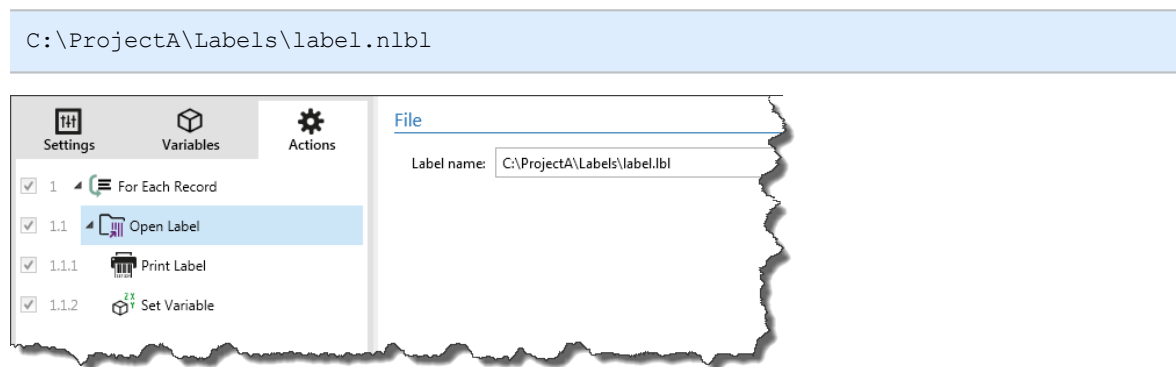 C:\ProjectA\Labels\label.nlbl
Settings Variables Actions
File
Label name: C:\ProjectA\Labels\label.lbl
1 For Each Record
1.1 Open Label
1.1.1 Print Label
1.1.2 Set Variable